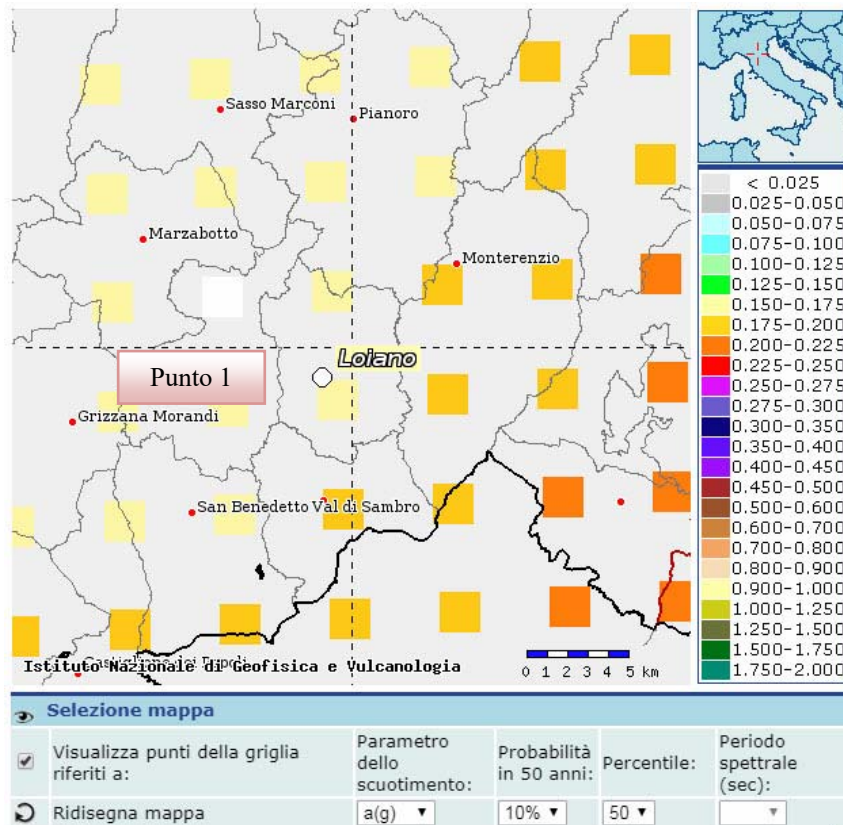 Sasso Marconi
Pianoro
Marzabotto
Monterenzio
Loiano
Punto 1
Grizzana Morandi
San Benedetto Val di Sambro
Castiglione dei Pepoli
Istituto Nazionale di Geofisica e Vulcanologia
0 1 2 3 4 5 km
< 0.025
0.025-0.050
0.050-0.075
0.075-0.100
0.100-0.125
0.125-0.150
0.150-0.175
0.175-0.200
0.200-0.225
0.225-0.250
0.250-0.275
0.275-0.300
0.300-0.350
0.350-0.400
0.400-0.450
0.450-0.500
0.500-0.600
0.600-0.700
0.700-0.800
0.800-0.900
0.900-1.000
1.000-1.250
1.250-1.500
1.500-1.750
1.750-2.000
Selezione mappa
Visualizza punti della griglia
riferiti a:
Parametro
dello
scuotimento:
Probabilità
in 50 anni:
Percentile:
Periodo
spettrale
(sec):
Ridisegna mappa
a(g)
10%
50